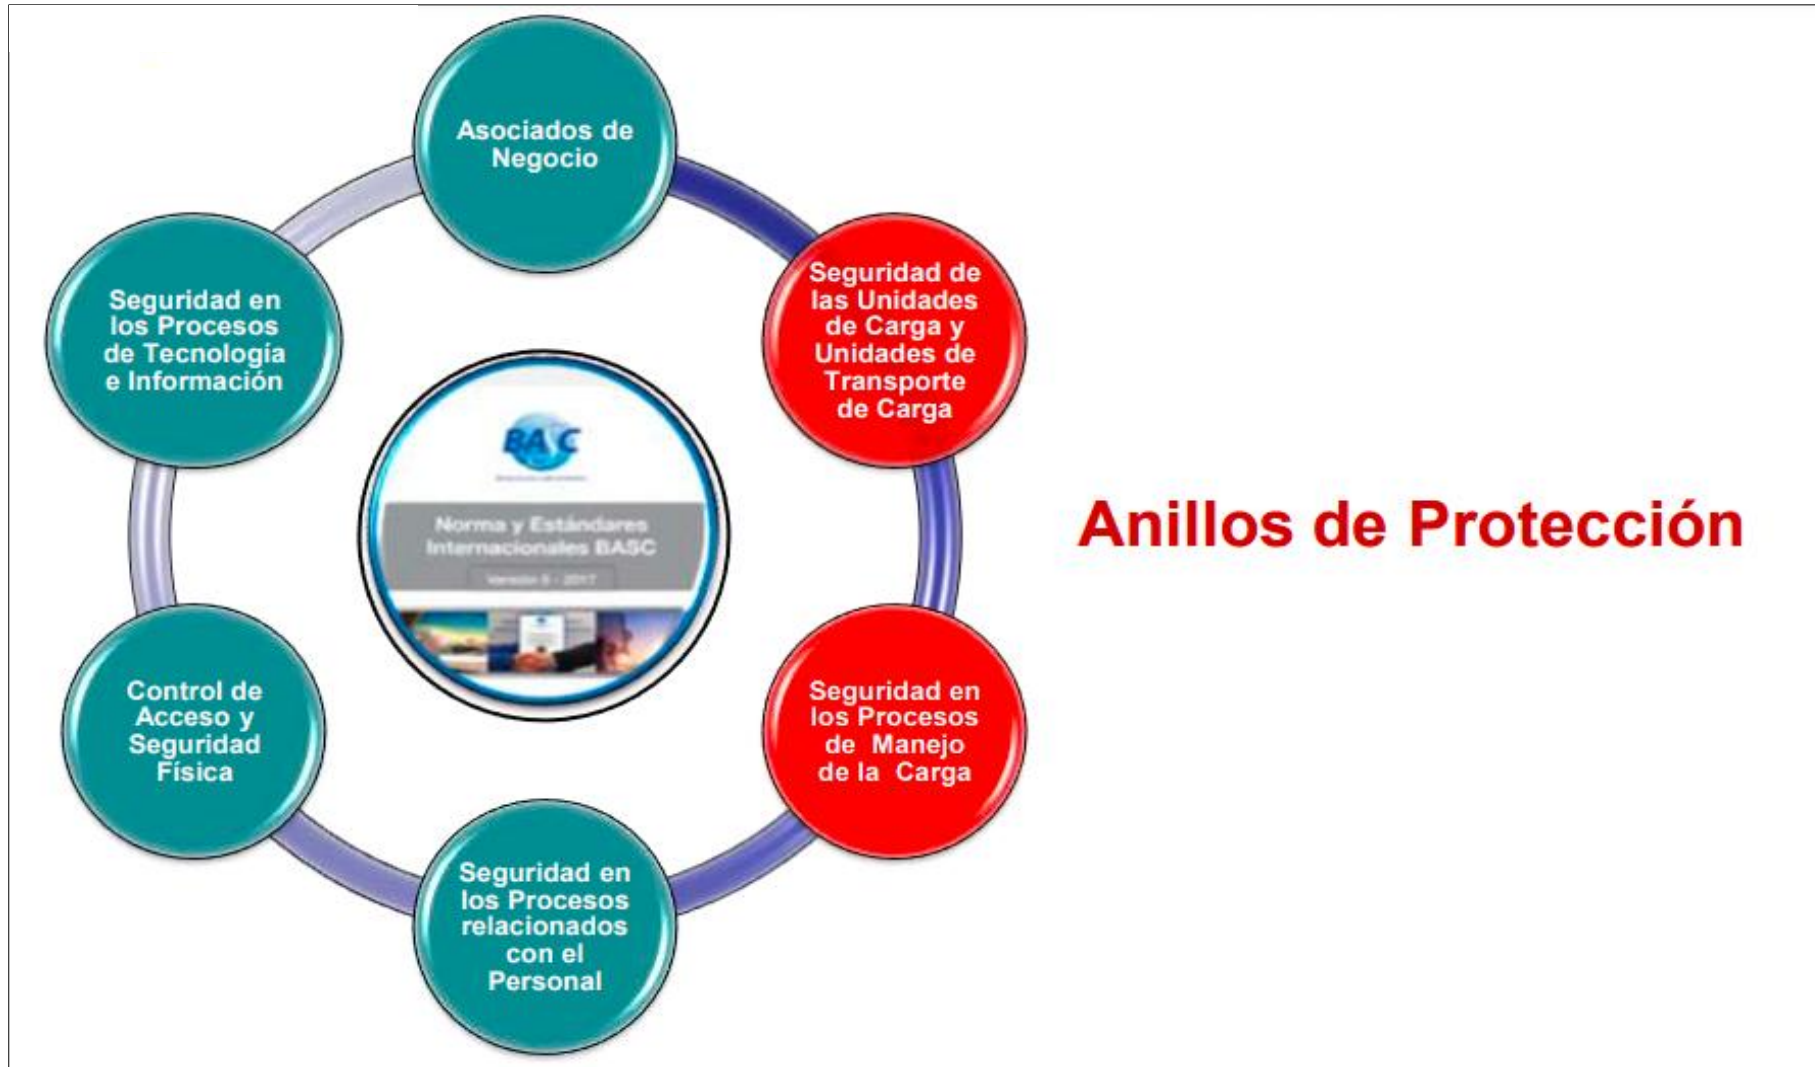 Asociados de
Negocio
Seguridad de
las Unidades
de Carga y
Unidades de
Transporte
de Carga
Seguridad en
los Procesos
de Manejo
de la Carga
Seguridad en
los Procesos
relacionados
con el
Personal
Control de
Acceso y
Seguridad
Física
Seguridad en
los Procesos
de Tecnología
e Información
BASC
Norma y Estándares
Internacionales BASC
Anillos de Protección